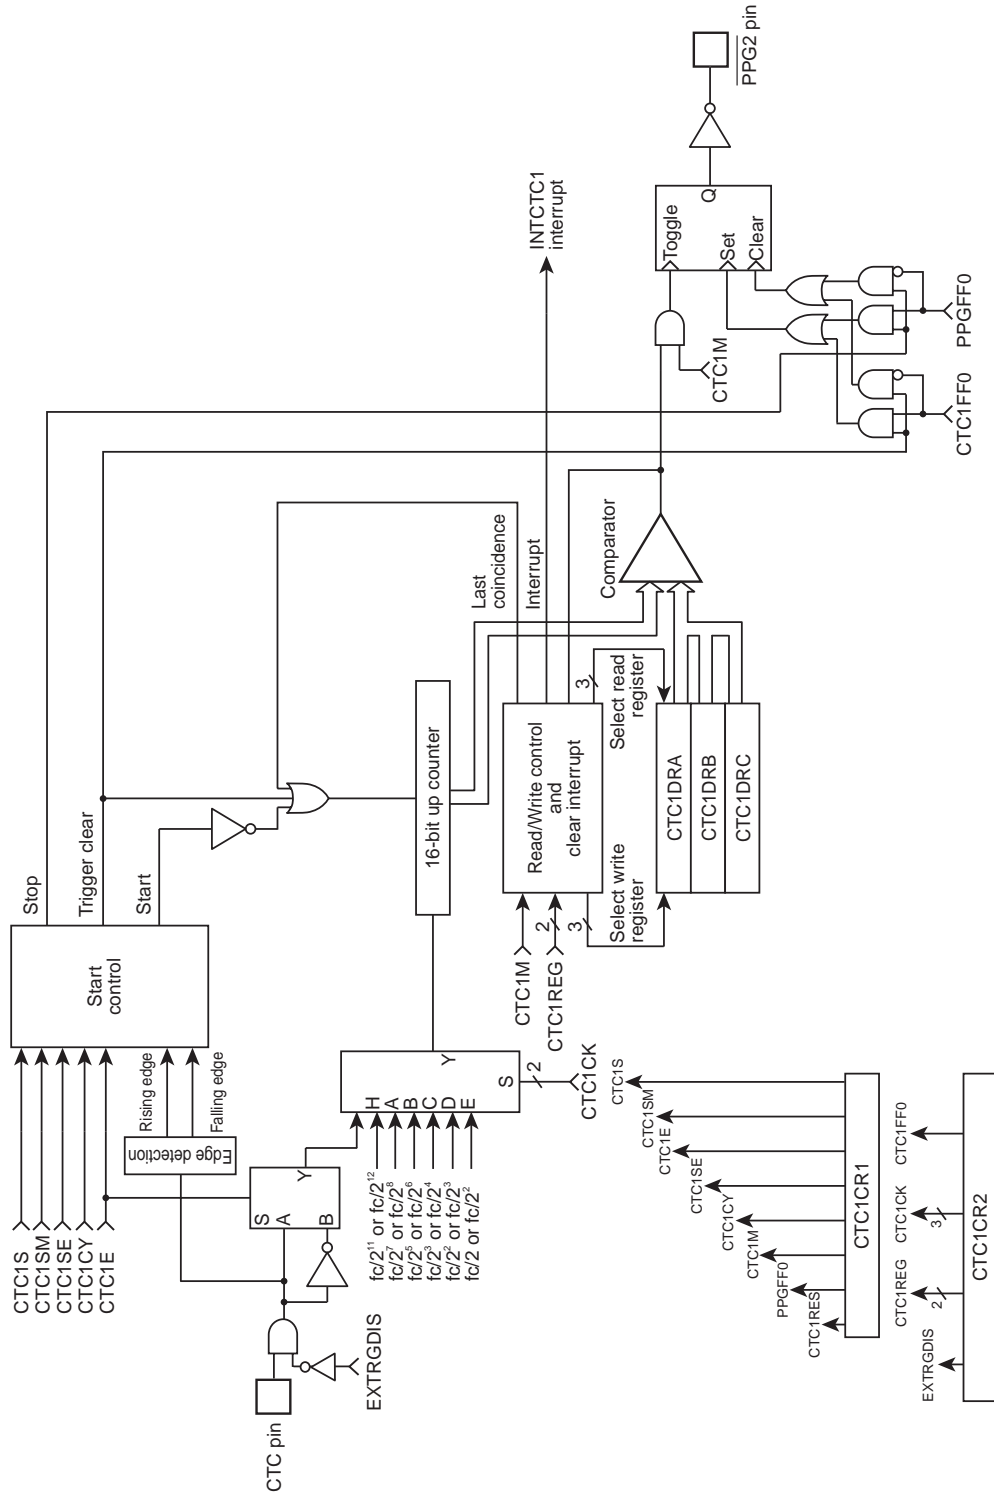 CTC1S
CTC1SM
CTC1SE
CTC1CY
CTC1E
Start
control
Stop
Trigger clear
Start
Rising edge
Falling edge
Edge detection
CTC pin
EXTRGDIS
S
A
B
Y
fc/2¹¹ or fc/2¹²
fc/2⁷ or fc/2⁸
fc/2⁵ or fc/2⁶
fc/2³ or fc/2⁴
fc/2² or fc/2³
fc/2 or fc/2²
H
A
B
C
D
E
Y
S
2
CTC1CK
16-bit up counter
CTC1M
CTC1REG
2
3
Read/Write control
and
clear interrupt
Select write
register
3
Select read
register
Last
coincidence
Interrupt
CTC1DRA
CTC1DRB
CTC1DRC
Comparator
INTCTC1
interrupt
CTC1M
Toggle
Set
Clear
Q
PPG2 pin
CTC1FF0
PPGFF0
CTC1RES
PPGFF0
CTC1M
CTC1CY
CTC1SE
CTC1E
CTC1SM
CTC1S
CTC1CR1
EXTRGDIS
CTC1REG
2
CTC1CK
3
CTC1FF0
CTC1CR2